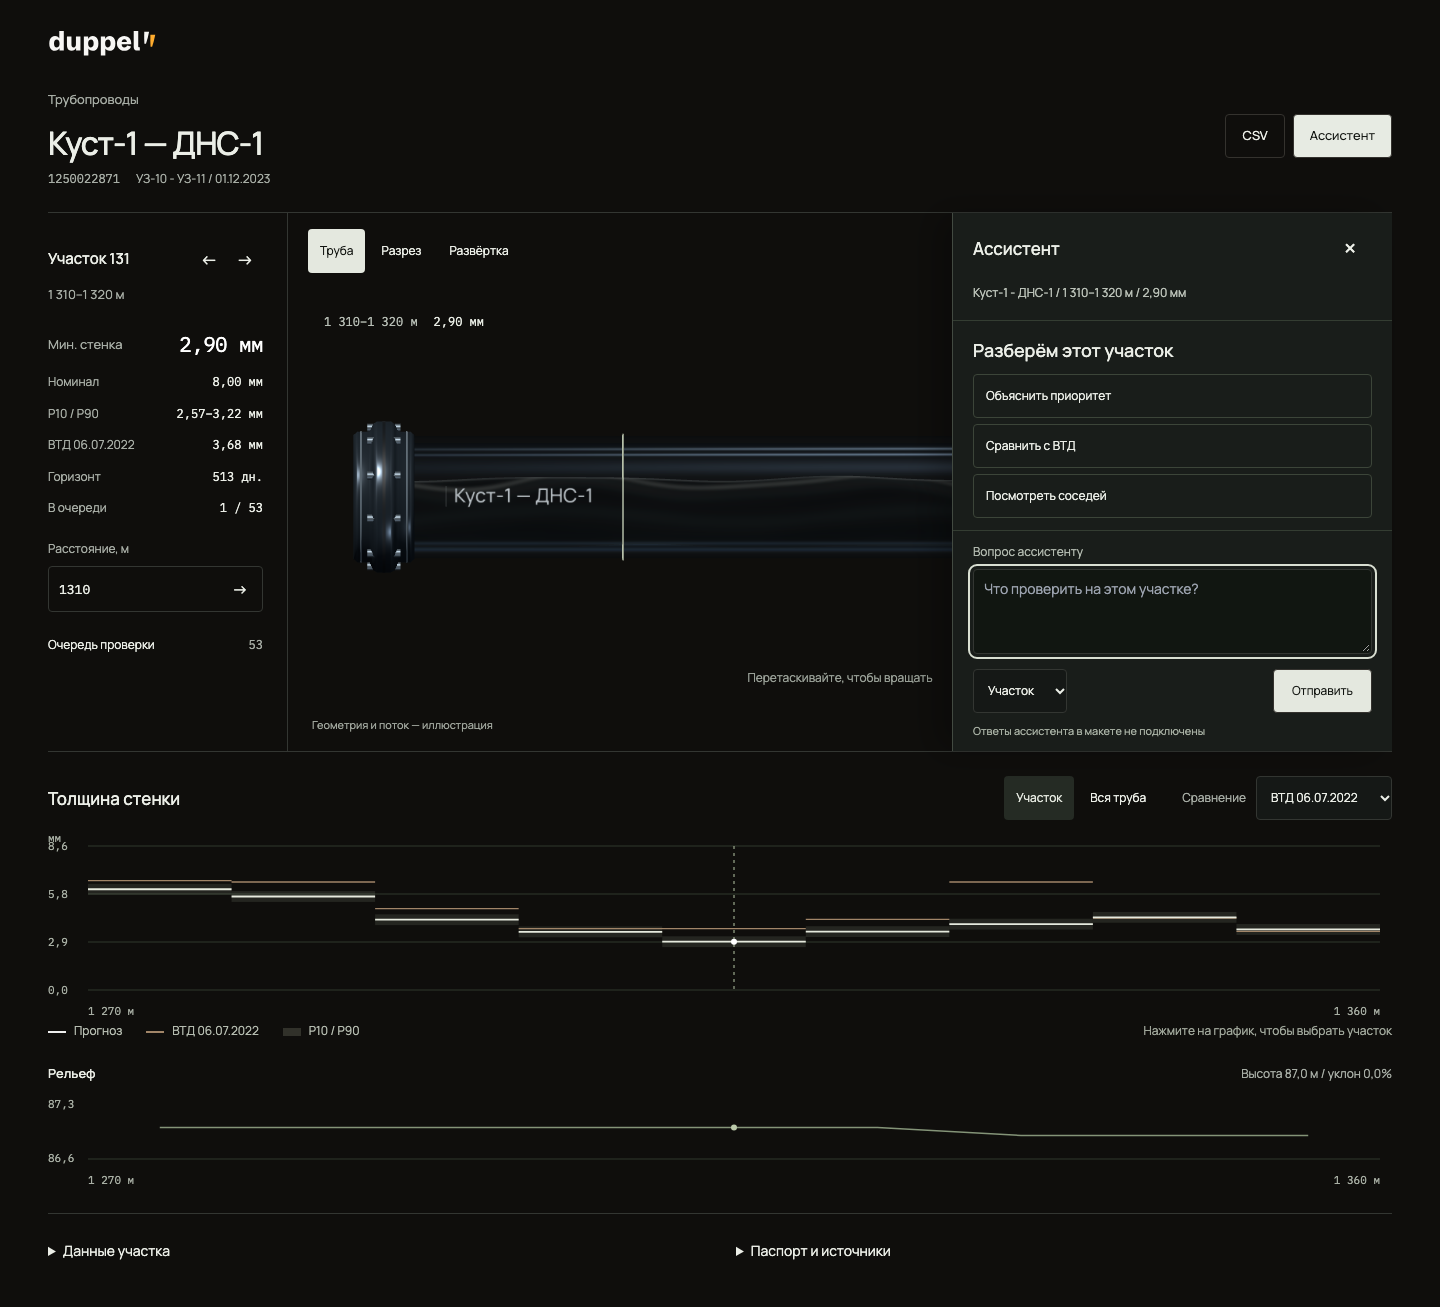 duppel
Трубопроводы
Куст-1 — ДНС-1
1250022871 УЗ-10 - УЗ-11 / 01.12.2023
CSV
Ассистент
Участок 131 ← →
1 310–1 320 м
Мин. стенка 2,90 мм
Номинал 8,00 мм
P10 / P90 2,57–3,22 мм
ВТД 06.07.2022 3,68 мм
Горизонт 513 дн.
В очереди 1 / 53
Расстояние, м
1310 →
Очередь проверки 53
Труба Разрез Развёртка
1 310–1 320 м 2,90 мм
Куст-1 — ДНС-1
Перетаскивайте, чтобы вращать
Геометрия и поток — иллюстрация
Ассистент ×
Куст-1 - ДНС-1 / 1 310–1 320 м / 2,90 мм
Разберём этот участок
Объяснить приоритет
Сравнить с ВТД
Посмотреть соседей
Вопрос ассистенту
Что проверить на этом участке?
Участок
Отправить
Ответы ассистента в макете не подключены
Толщина стенки
Участок Вся труба Сравнение ВТД 06.07.2022
мм
8,6
5,8
2,9
0,0
1 270 м 1 360 м
Прогноз ВТД 06.07.2022 P10 / P90
Нажмите на график, чтобы выбрать участок
Рельеф
Высота 87,0 м / уклон 0,0%
87,3
86,6
1 270 м 1 360 м
Данные участка
Паспорт и источники